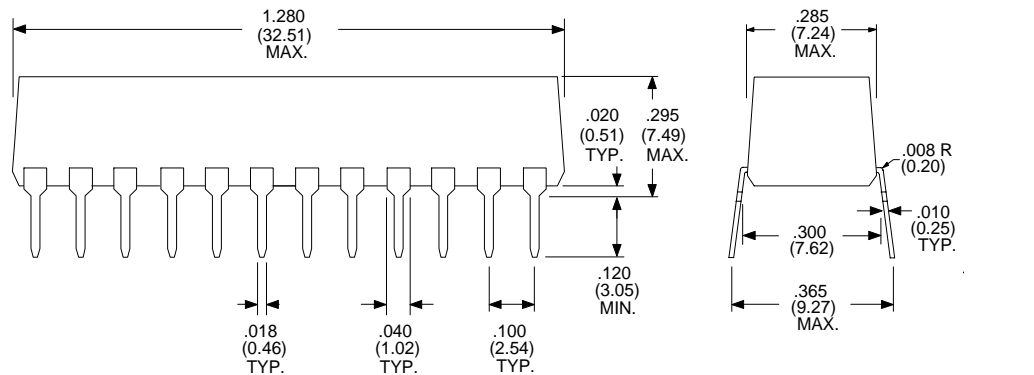 1.280
(32.51)
MAX.
.285
(7.24)
MAX.
.020
(0.51)
TYP.
.295
(7.49)
MAX.
.008 R
(0.20)
.010
(0.25)
TYP.
.300
(7.62)
.120
(3.05)
MIN.
.365
(9.27)
MAX.
.018
(0.46)
TYP.
.040
(1.02)
TYP.
.100
(2.54)
TYP.